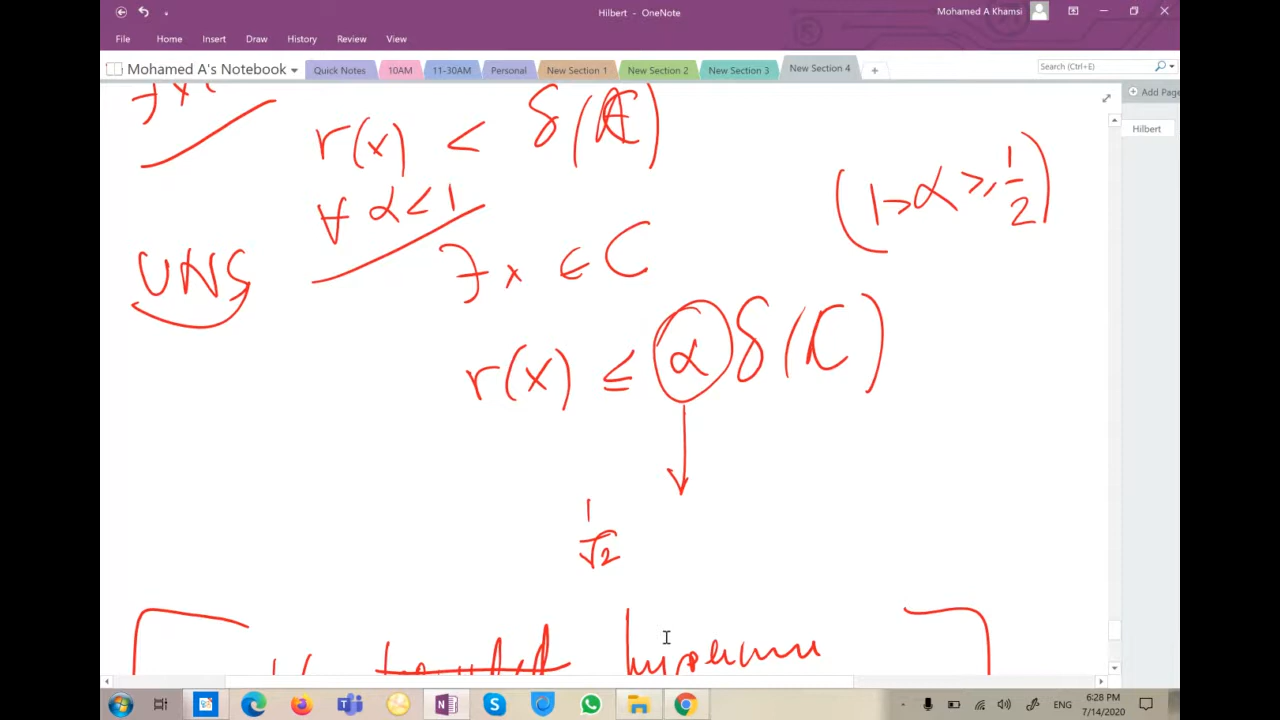 Hilbert - OneNote
Mohamed A Khamsi
File Home Insert Draw History Review View
Mohamed A's Notebook
Quick Notes 10AM 11-30AM Personal New Section 1 New Section 2 New Section 3 New Section 4 +
Search (Ctrl+E)
Add Page
Hilbert
r(x) < δ(C)
(1 > α ≥ 1/2)
∀ α < 1
UNS
∃ x ∈ C
r(x) ≤ α δ(C)
1/√2
6:28 PM
ENG
7/14/2020